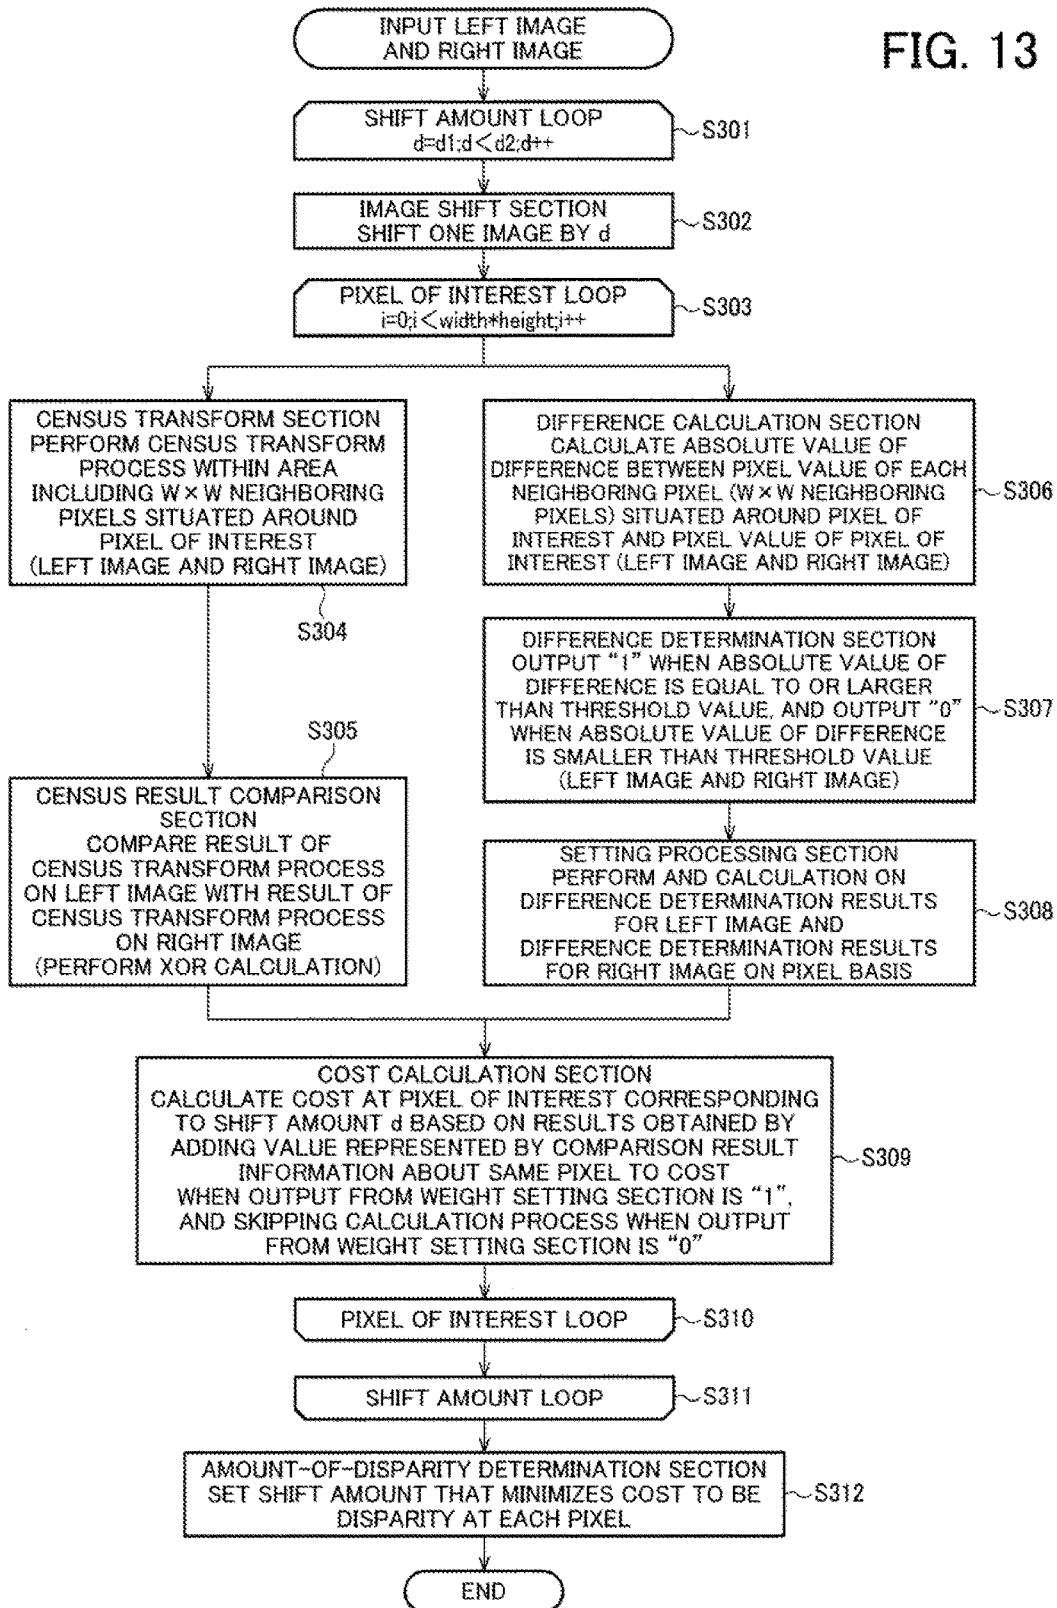 INPUT LEFT IMAGE
AND RIGHT IMAGE
FIG. 13
SHIFT AMOUNT LOOP
d=d1;d<d2;d++
S301
IMAGE SHIFT SECTION
SHIFT ONE IMAGE BY d
S302
PIXEL OF INTEREST LOOP
i=0;i<width*height;i++
S303
CENSUS TRANSFORM SECTION
PERFORM CENSUS TRANSFORM
PROCESS WITHIN AREA
INCLUDING W×W NEIGHBORING
PIXELS SITUATED AROUND
PIXEL OF INTEREST
(LEFT IMAGE AND RIGHT IMAGE)
S304
DIFFERENCE CALCULATION SECTION
CALCULATE ABSOLUTE VALUE OF
DIFFERENCE BETWEEN PIXEL VALUE OF EACH
NEIGHBORING PIXEL (W×W NEIGHBORING
PIXELS) SITUATED AROUND PIXEL OF
INTEREST AND PIXEL VALUE OF PIXEL OF
INTEREST (LEFT IMAGE AND RIGHT IMAGE)
S306
DIFFERENCE DETERMINATION SECTION
OUTPUT “1” WHEN ABSOLUTE VALUE OF
DIFFERENCE IS EQUAL TO OR LARGER
THAN THRESHOLD VALUE, AND OUTPUT “0”
WHEN ABSOLUTE VALUE OF DIFFERENCE
IS SMALLER THAN THRESHOLD VALUE
(LEFT IMAGE AND RIGHT IMAGE)
S307
S305
CENSUS RESULT COMPARISON
SECTION
COMPARE RESULT OF
CENSUS TRANSFORM PROCESS
ON LEFT IMAGE WITH RESULT OF
CENSUS TRANSFORM PROCESS
ON RIGHT IMAGE
(PERFORM XOR CALCULATION)
SETTING PROCESSING SECTION
PERFORM AND CALCULATION ON
DIFFERENCE DETERMINATION RESULTS
FOR LEFT IMAGE AND
DIFFERENCE DETERMINATION RESULTS
FOR RIGHT IMAGE ON PIXEL BASIS
S308
COST CALCULATION SECTION
CALCULATE COST AT PIXEL OF INTEREST CORRESPONDING
TO SHIFT AMOUNT d BASED ON RESULTS OBTAINED BY
ADDING VALUE REPRESENTED BY COMPARISON RESULT
INFORMATION ABOUT SAME PIXEL TO COST
WHEN OUTPUT FROM WEIGHT SETTING SECTION IS “1”,
AND SKIPPING CALCULATION PROCESS WHEN OUTPUT
FROM WEIGHT SETTING SECTION IS “0”
S309
PIXEL OF INTEREST LOOP
S310
SHIFT AMOUNT LOOP
S311
AMOUNT-OF-DISPARITY DETERMINATION SECTION
SET SHIFT AMOUNT THAT MINIMIZES COST TO BE
DISPARITY AT EACH PIXEL
S312
END